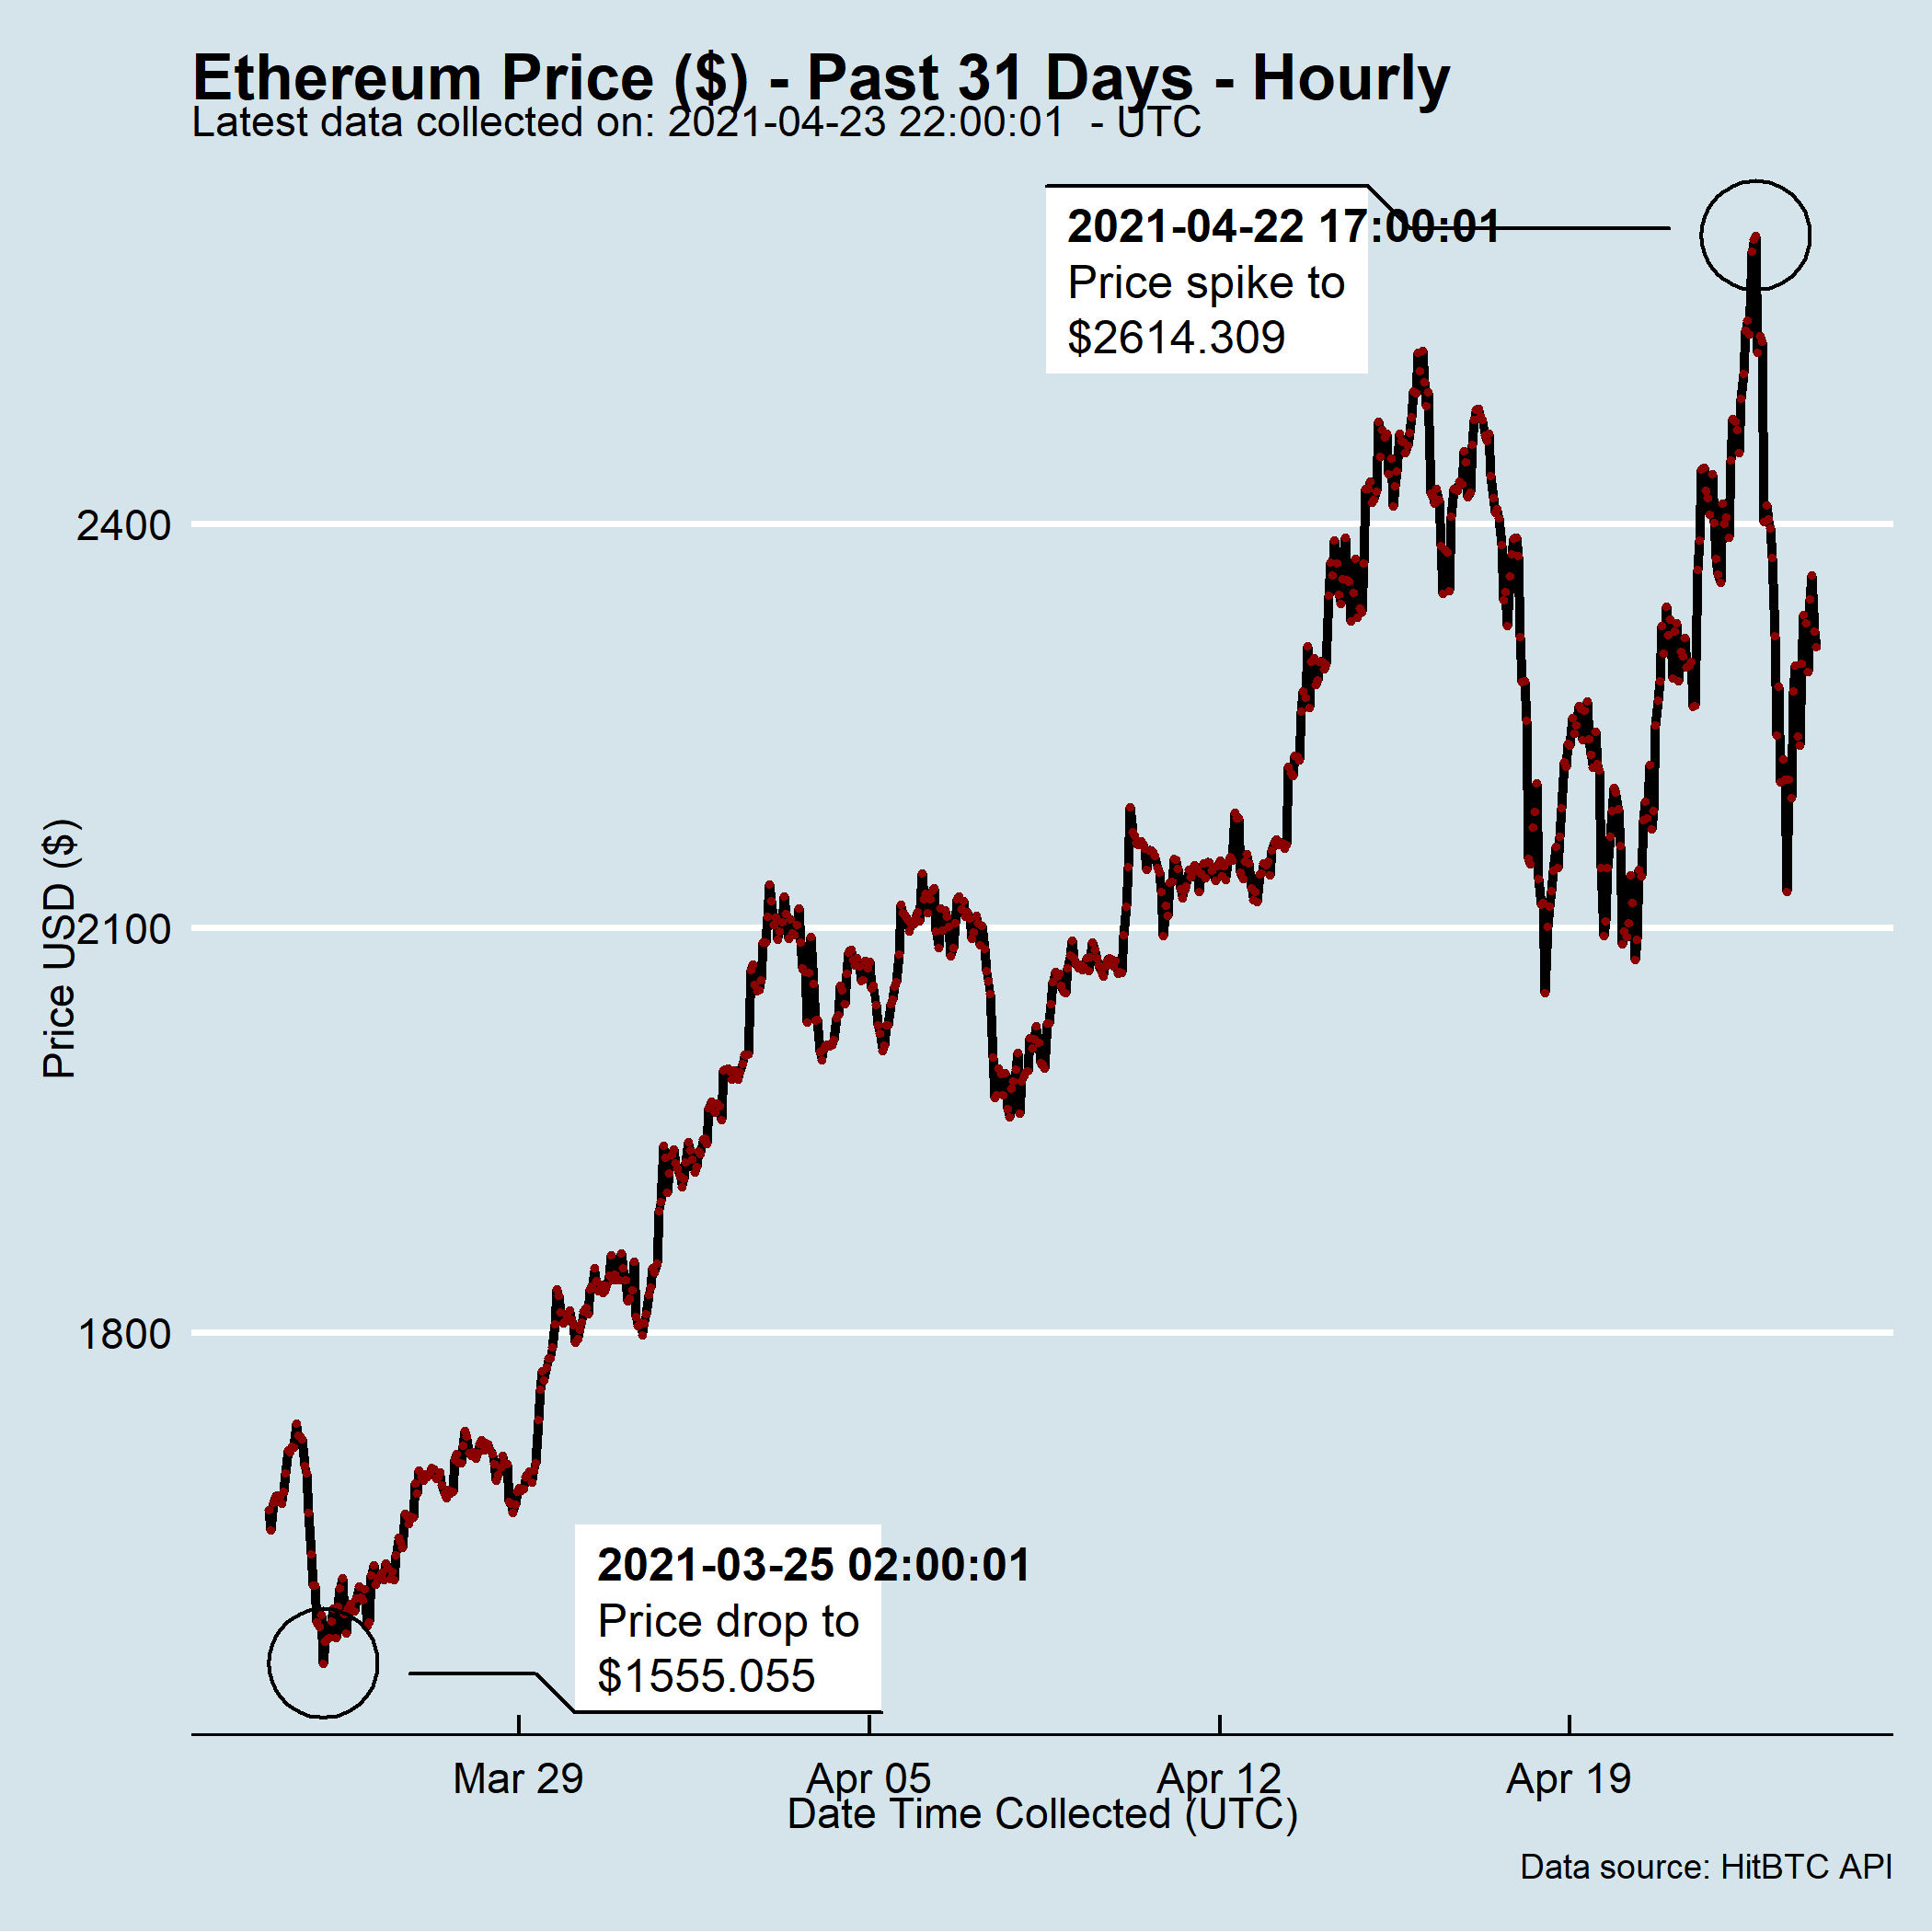 Ethereum Price ($) - Past 31 Days - Hourly
Latest data collected on: 2021-04-23 22:00:01  - UTC
2021-04-22 17:00:01
Price spike to
$2614.309
2400
2100
1800
Price USD ($)
2021-03-25 02:00:01
Price drop to
$1555.055
Mar 29
Apr 05
Apr 12
Apr 19
Date Time Collected (UTC)
Data source: HitBTC API